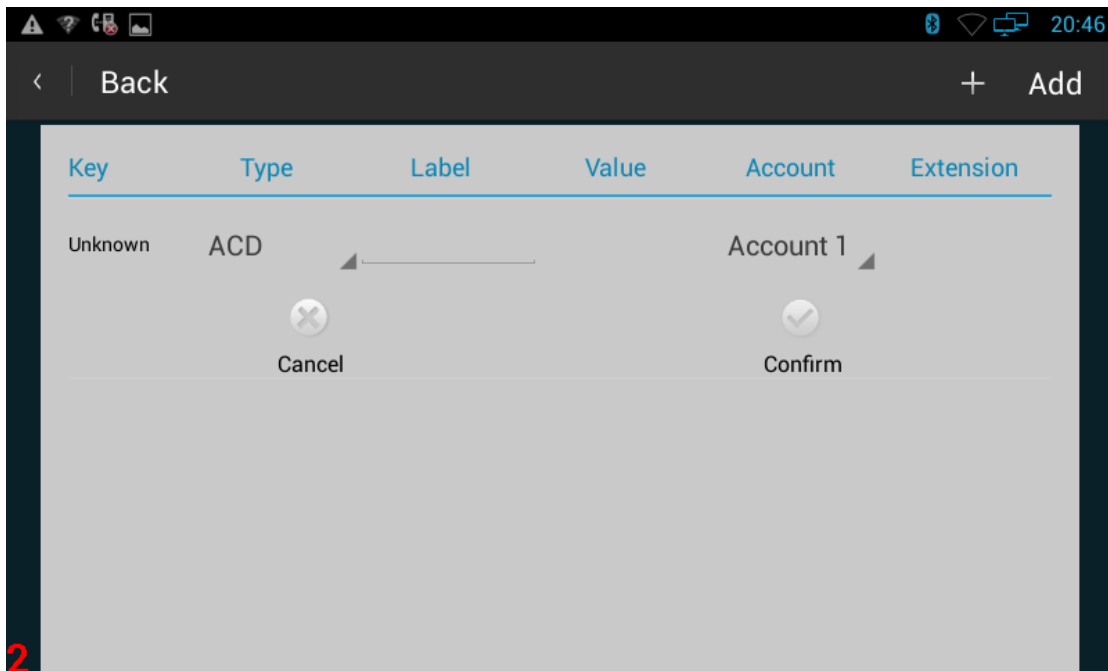 20:46
Back
Add
Key Type Label Value Account Extension
Unknown ACD Account 1
Cancel Confirm
2